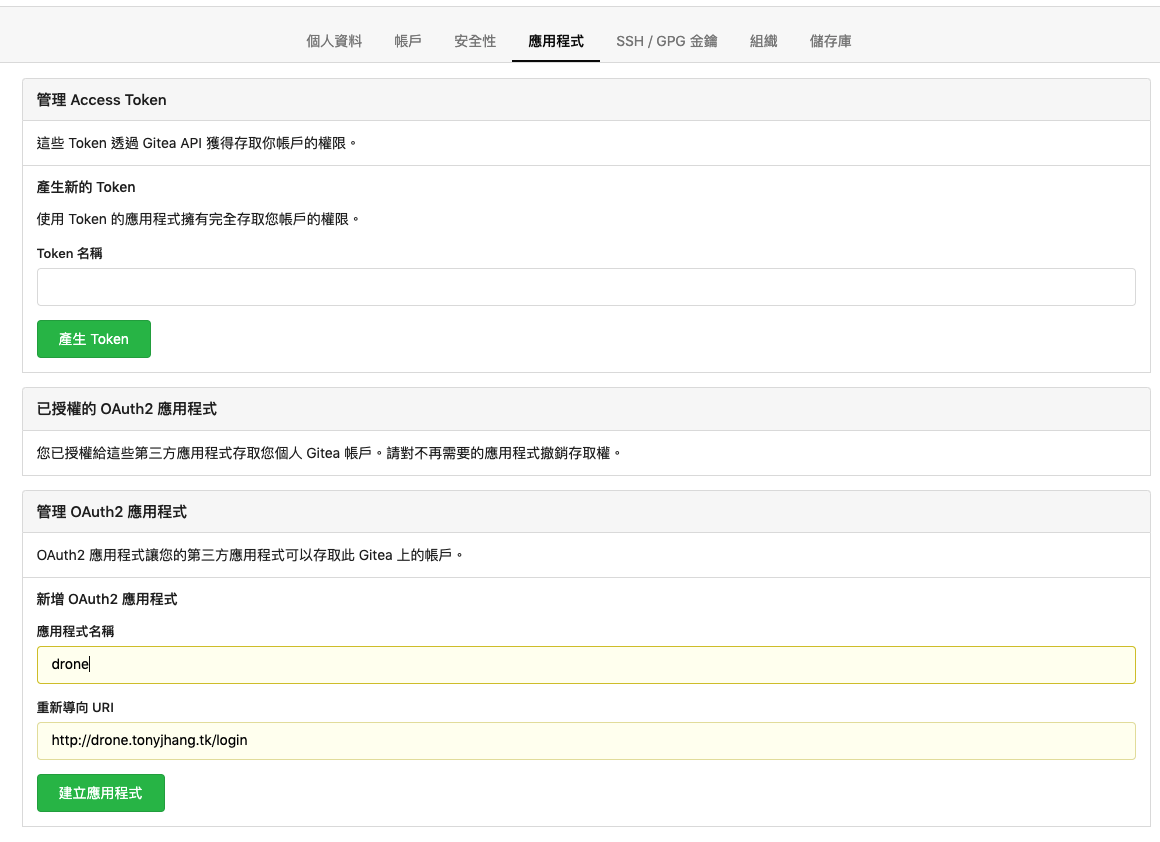 個人資料 帳戶 安全性 應用程式 SSH / GPG 金鑰 組織 儲存庫
管理 Access Token
這些 Token 透過 Gitea API 獲得存取你帳戶的權限。
產生新的 Token
使用 Token 的應用程式擁有完全存取您帳戶的權限。
Token 名稱
產生 Token
已授權的 OAuth2 應用程式
您已授權給這些第三方應用程式存取您個人 Gitea 帳戶。請對不再需要的應用程式撤銷存取權。
管理 OAuth2 應用程式
OAuth2 應用程式讓您的第三方應用程式可以存取此 Gitea 上的帳戶。
新增 OAuth2 應用程式
應用程式名稱
drone
重新導向 URI
http://drone.tonyjhang.tk/login
建立應用程式